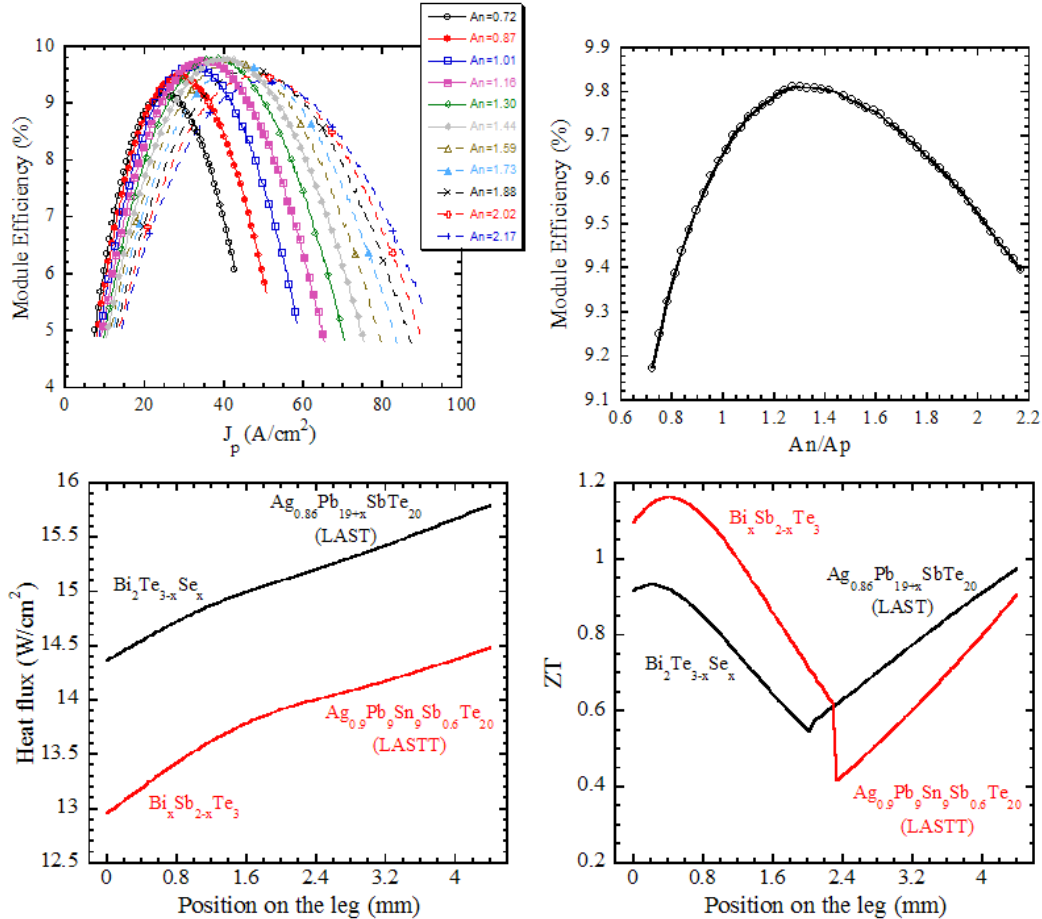 An=0.72
An=0.87
An=1.01
An=1.16
An=1.30
An=1.44
An=1.59
An=1.73
An=1.88
An=2.02
An=2.17
Module Efficiency (%)
10
9
8
7
6
5
4
0 20 40 60 80 100
J_p (A/cm²)
Module Efficiency (%)
9.9
9.8
9.7
9.6
9.5
9.4
9.3
9.2
9.1
0.6 0.8 1 1.2 1.4 1.6 1.8 2 2.2
An/Ap
Heat flux (W/cm²)
16
15.5
15
14.5
14
13.5
13
12.5
Ag₀.₈₆Pb₁₉₊ₓSbTe₂₀
(LAST)
Bi₂Te₃₋ₓSeₓ
Ag₀.₉Pb₉Sn₉Sb₀.₆Te₂₀
(LASTT)
BiₓSb₂₋ₓTe₃
0 0.8 1.6 2.4 3.2 4
Position on the leg (mm)
ZT
1.2
1
0.8
0.6
0.4
0.2
BiₓSb₂₋ₓTe₃
Ag₀.₈₆Pb₁₉₊ₓSbTe₂₀
(LAST)
Bi₂Te₃₋ₓSeₓ
Ag₀.₉Pb₉Sn₉Sb₀.₆Te₂₀
(LASTT)
0 0.8 1.6 2.4 3.2 4
Position on the leg (mm)